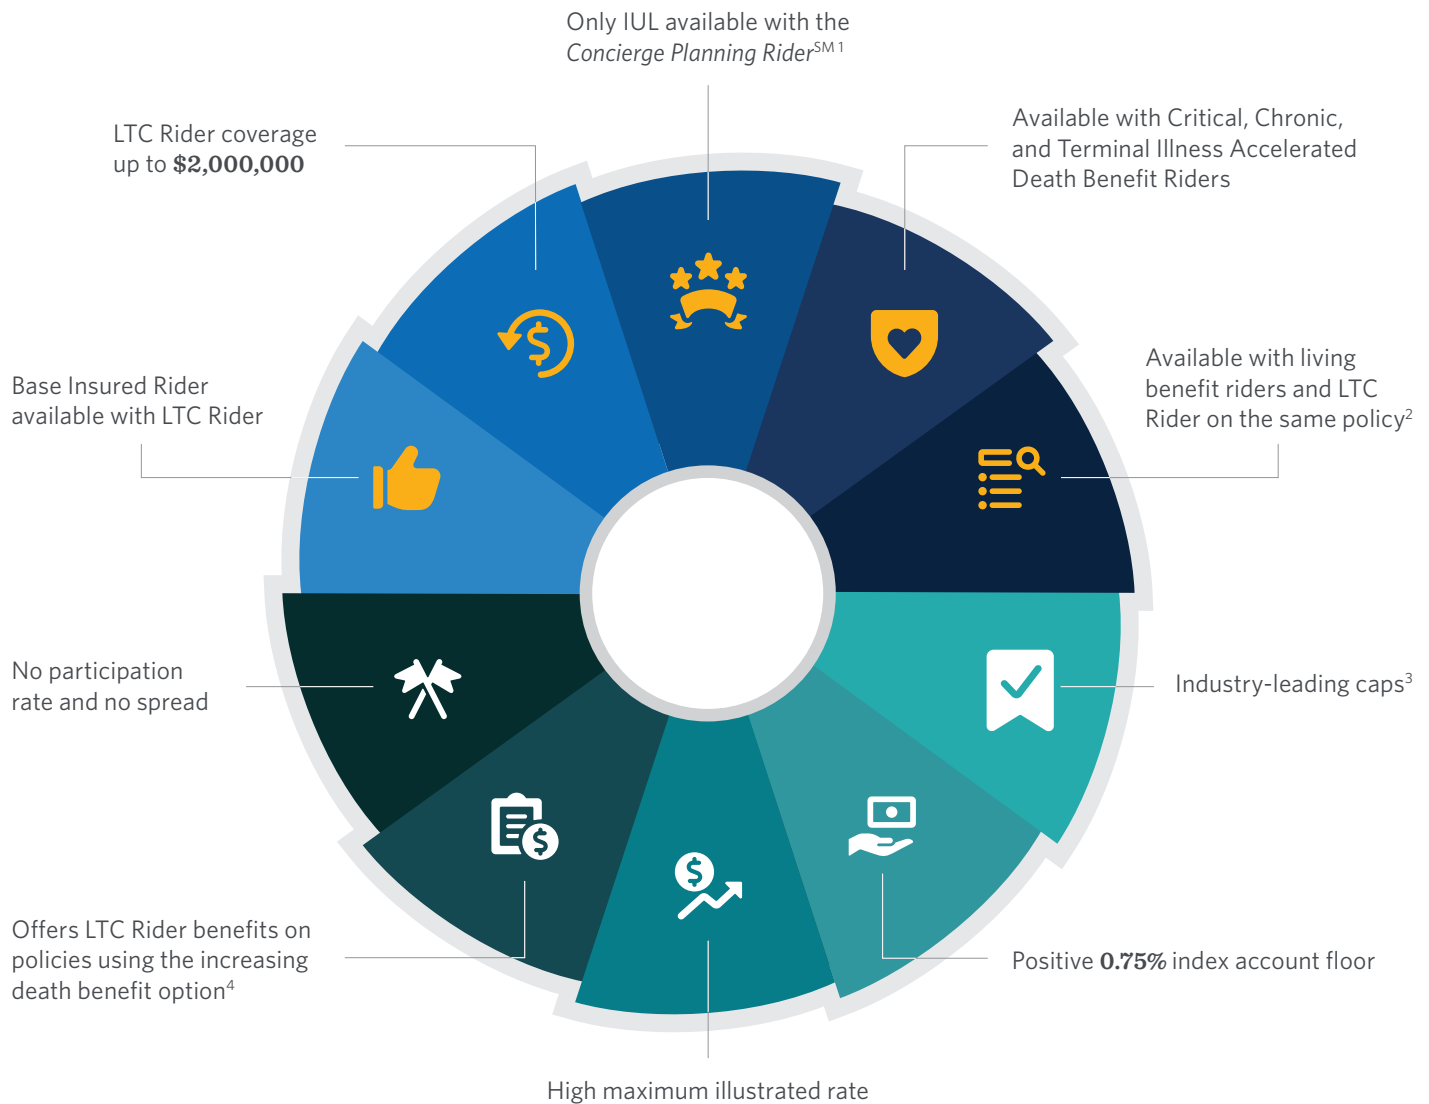 Only IUL available with the
Concierge Planning Rider℠ ¹
LTC Rider coverage
up to $2,000,000
Available with Critical, Chronic,
and Terminal Illness Accelerated
Death Benefit Riders
Base Insured Rider
available with LTC Rider
Available with living
benefit riders and LTC
Rider on the same policy²
No participation
rate and no spread
Industry-leading caps³
Offers LTC Rider benefits on
policies using the increasing
death benefit option⁴
Positive 0.75% index account floor
High maximum illustrated rate